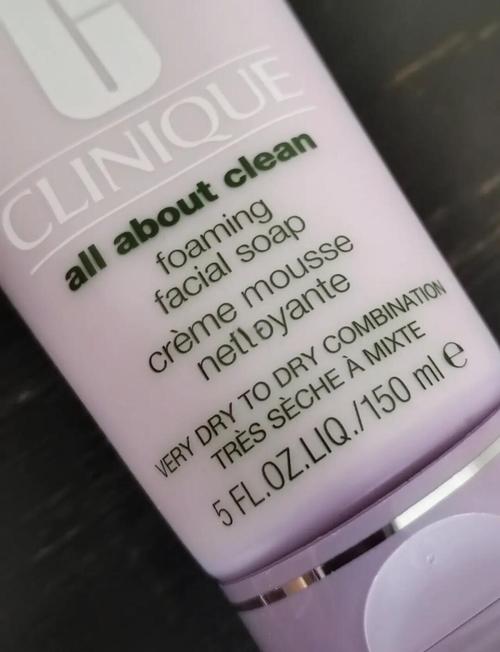 CLINIQUE
all about clean
foaming
facial soap
crème mousse
nettoyante
VERY DRY TO DRY COMBINATION
TRÈS SÈCHE À MIXTE
5 FL.OZ.LIQ./150 ml ℮